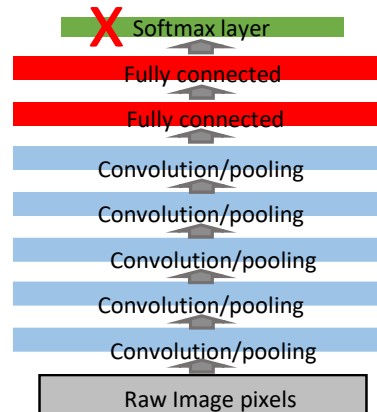 Softmax layer
Fully connected
Fully connected
Convolution/pooling
Convolution/pooling
Convolution/pooling
Convolution/pooling
Convolution/pooling
Raw Image pixels